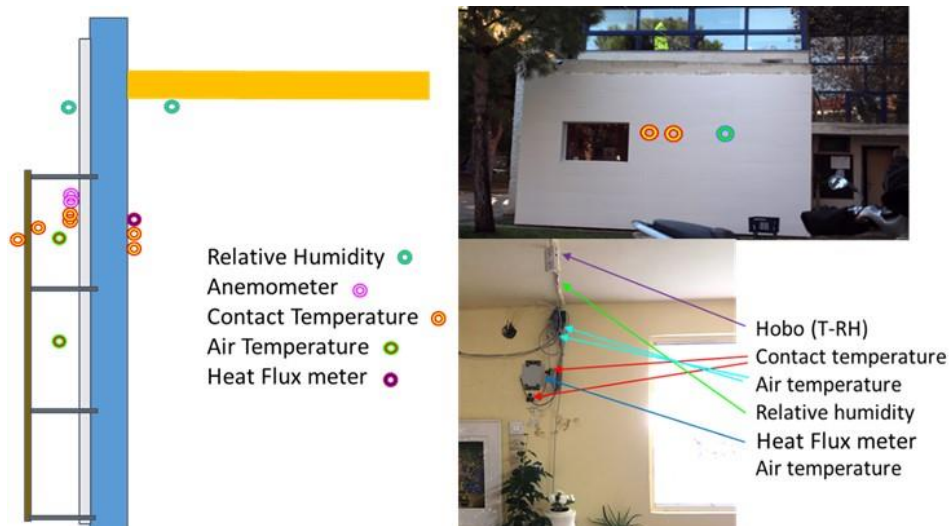 Relative Humidity
Anemometer
Contact Temperature
Air Temperature
Heat Flux meter
Hobo (T-RH)
Contact temperature
Air temperature
Relative humidity
Heat Flux meter
Air temperature